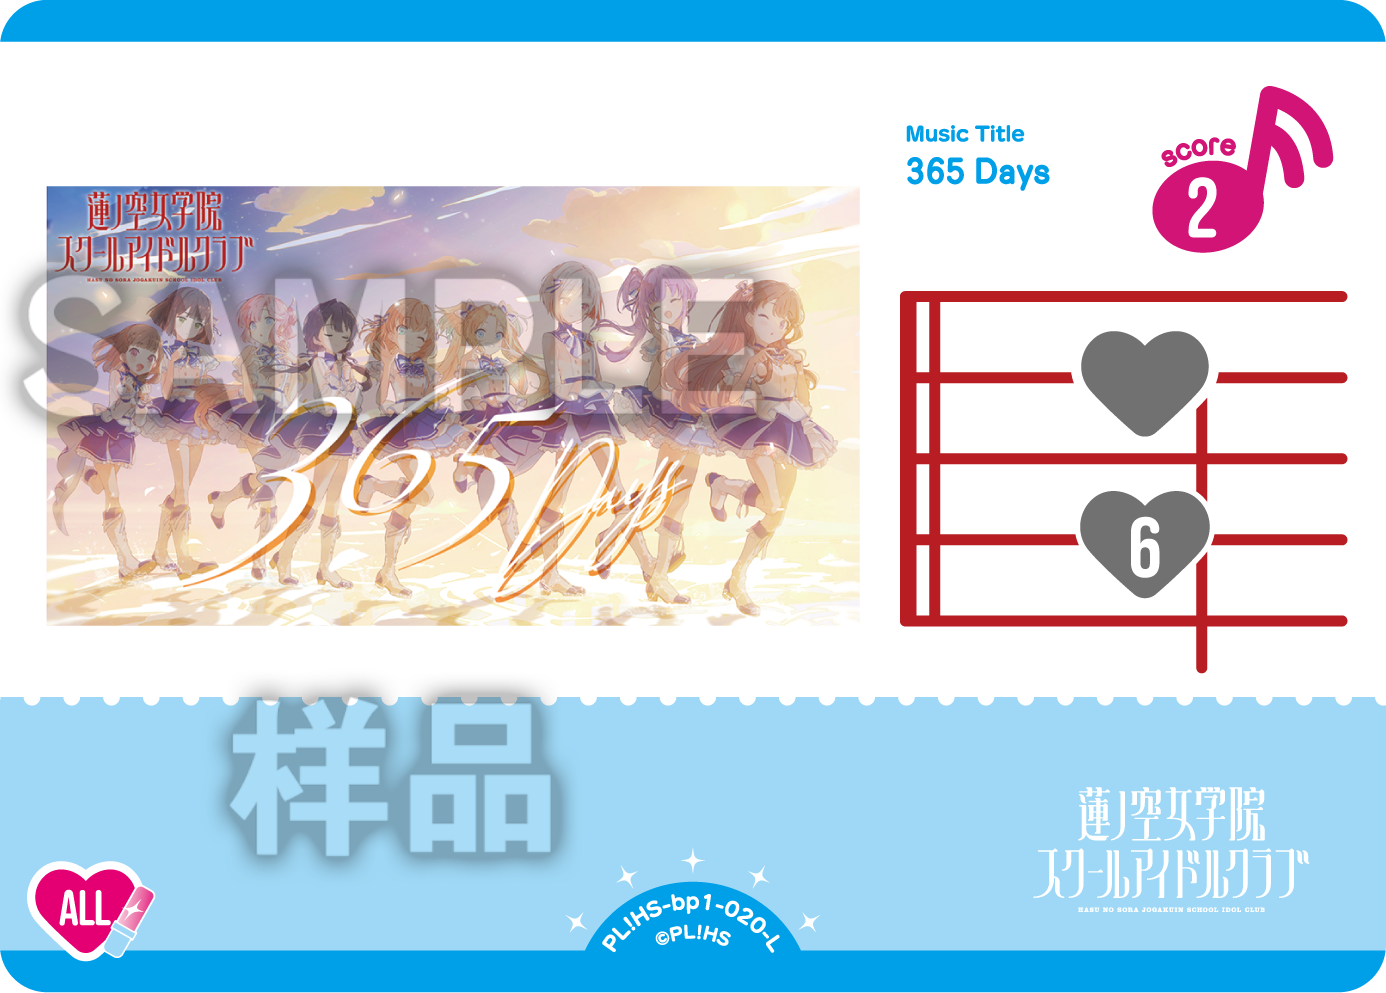 Music Title
365 Days
score
2
蓮ノ空女学院
スクールアイドルクラブ
HASU NO SORA JOGAKUIN SCHOOL IDOL CLUB
SAMPLE
365 Days
6
样品
蓮ノ空女学院
スクールアイドルクラブ
HASU NO SORA JOGAKUIN SCHOOL IDOL CLUB
ALL
PL!HS-bp1-020-L
©PL!HS